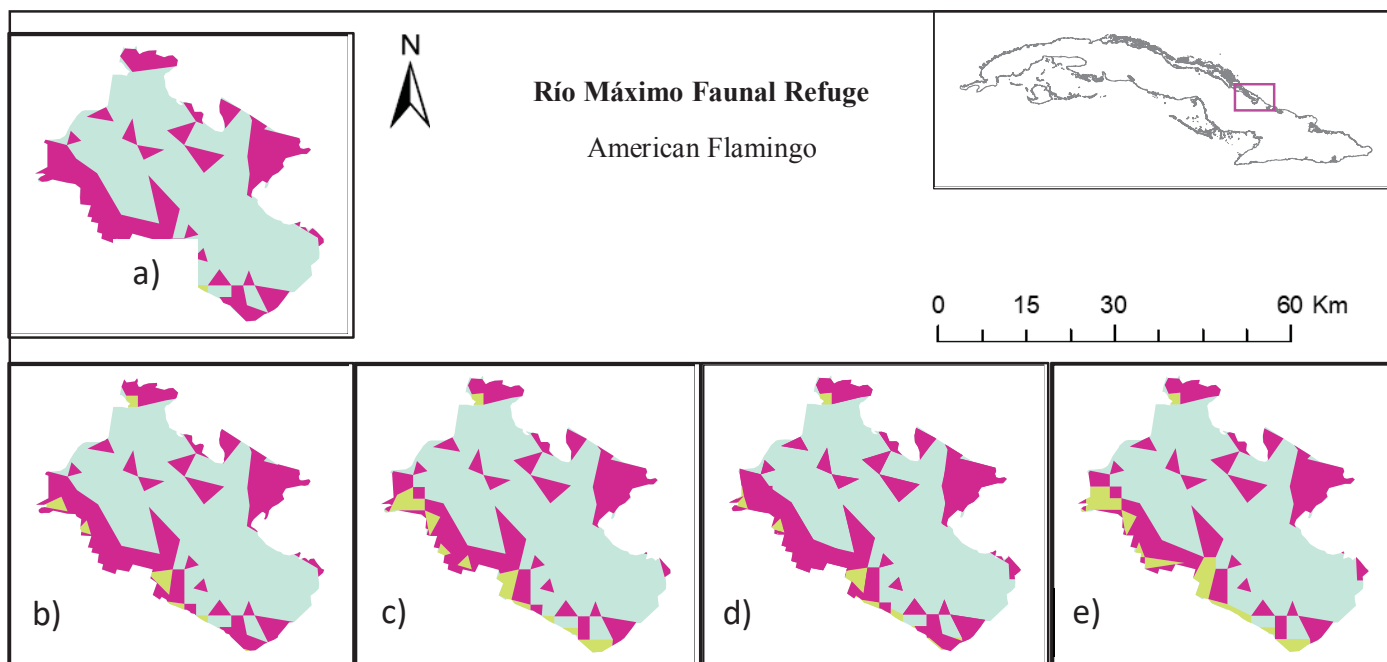 N
Río Máximo Faunal Refuge
American Flamingo
a)
0 15 30 60 Km
b)
c)
d)
e)